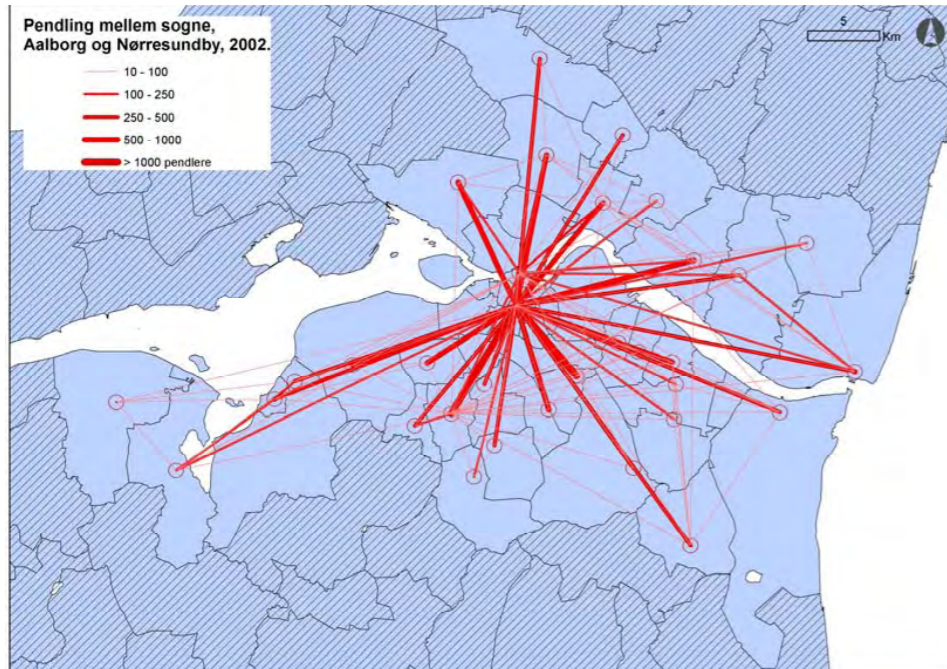 Pendling mellem sogne,
Aalborg og Nørresundby, 2002.
10 - 100
100 - 250
250 - 500
500 - 1000
> 1000 pendlere
5
Km